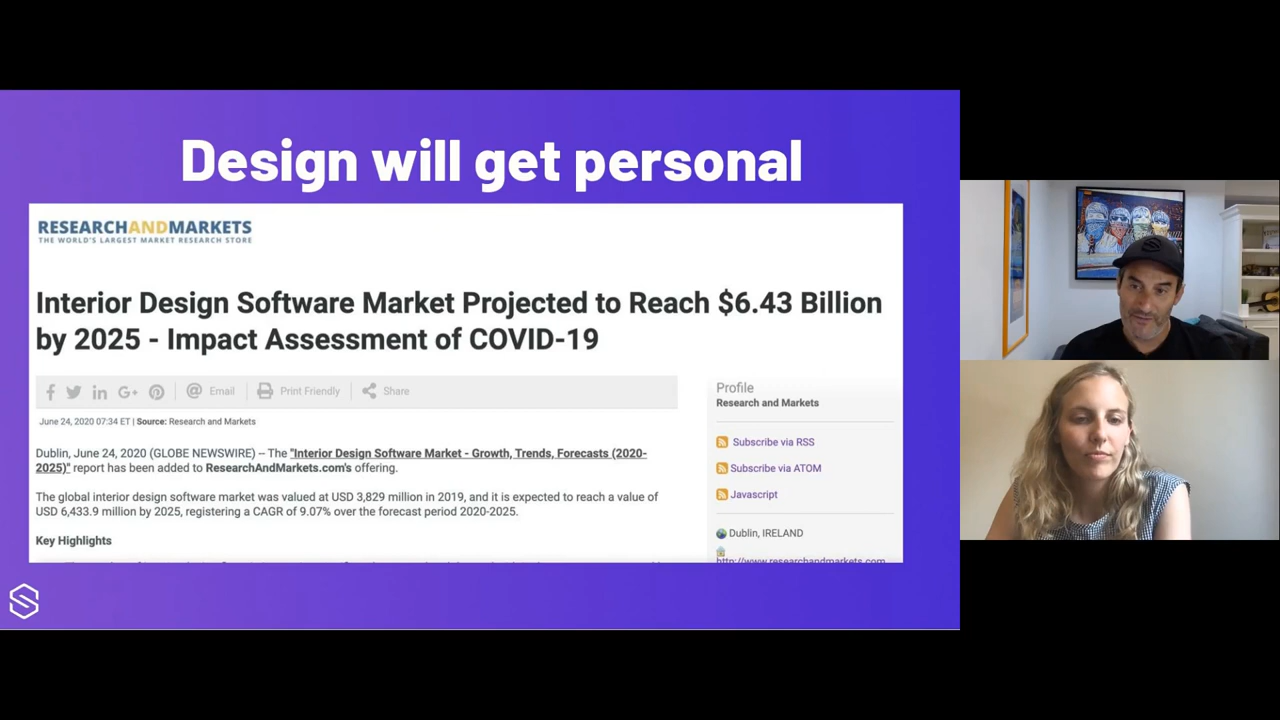 Design will get personal
RESEARCHANDMARKETS
THE WORLD'S LARGEST MARKET RESEARCH STORE
Interior Design Software Market Projected to Reach $6.43 Billion
by 2025 - Impact Assessment of COVID-19
Email
Print Friendly
Share
June 24, 2020 07:34 ET | Source: Research and Markets
Dublin, June 24, 2020 (GLOBE NEWSWIRE) -- The "Interior Design Software Market - Growth, Trends, Forecasts (2020-
2025)" report has been added to ResearchAndMarkets.com's offering.
The global interior design software market was valued at USD 3,829 million in 2019, and it is expected to reach a value of
USD 6,433.9 million by 2025, registering a CAGR of 9.07% over the forecast period 2020-2025.
Key Highlights
Profile
Research and Markets
Subscribe via RSS
Subscribe via ATOM
Javascript
Dublin, IRELAND
http://www.researchandmarkets.com